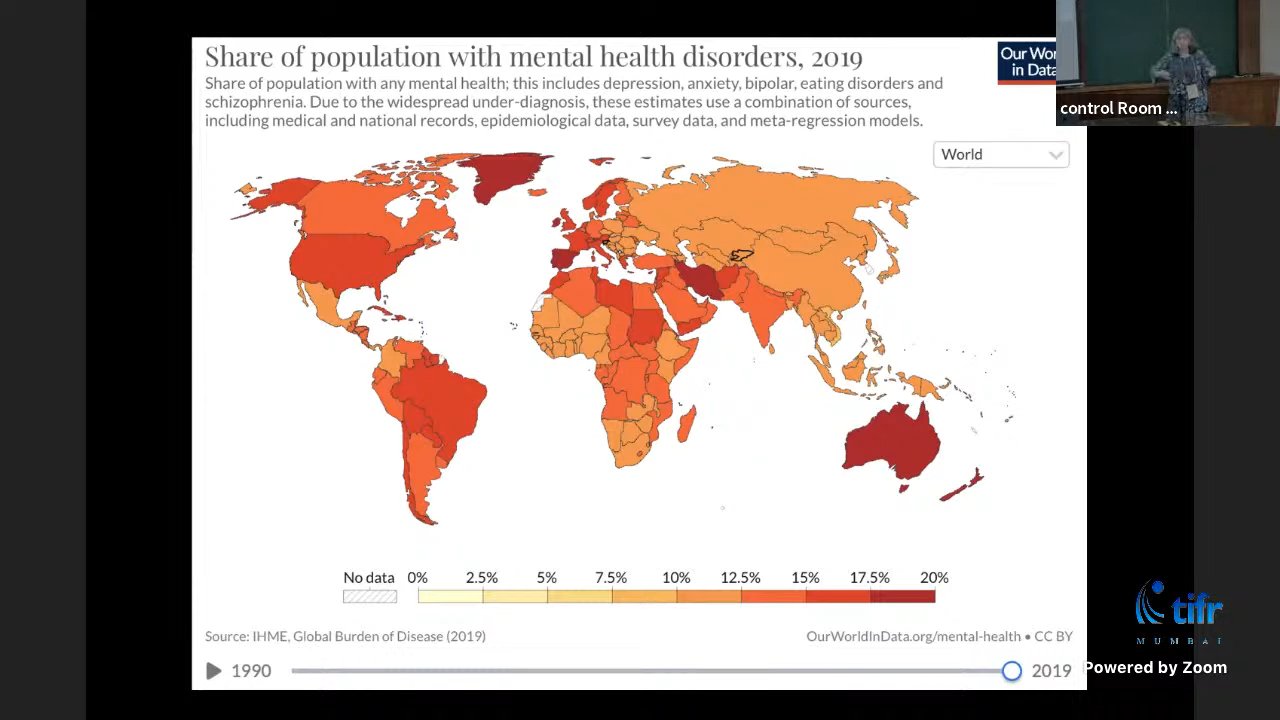 Share of population with mental health disorders, 2019
Share of population with any mental health; this includes depression, anxiety, bipolar, eating disorders and
schizophrenia. Due to the widespread under-diagnosis, these estimates use a combination of sources,
including medical and national records, epidemiological data, survey data, and meta-regression models.
Our Wor
in Data
control Room ...
World
No data 0% 2.5% 5% 7.5% 10% 12.5% 15% 17.5% 20%
Source: IHME, Global Burden of Disease (2019)
OurWorldInData.org/mental-health • CC BY
1990 2019
tifr
MUMBAI
Powered by Zoom